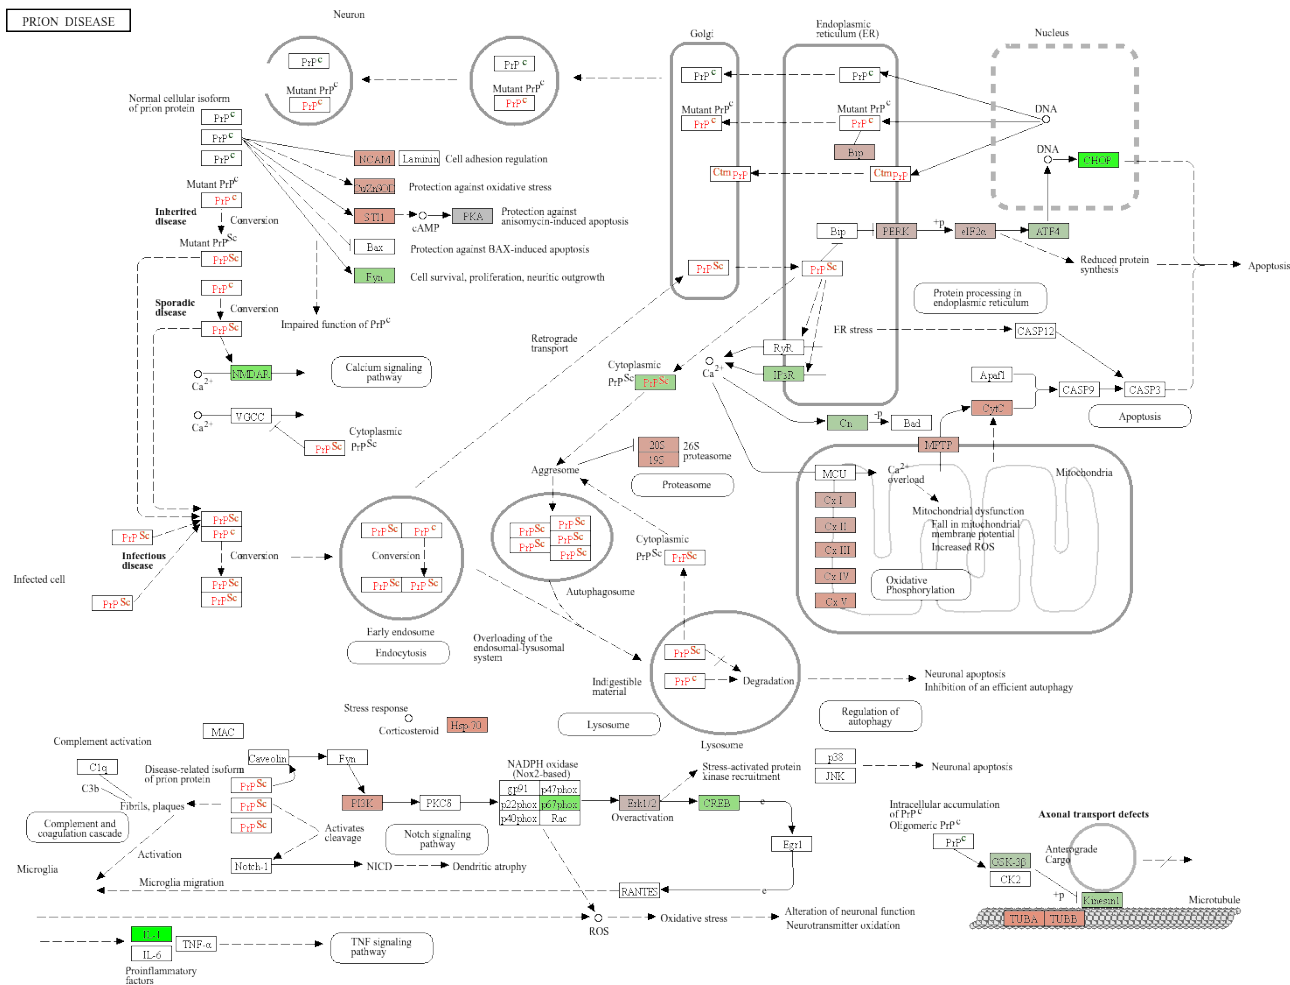 PRION DISEASE
Neuron
Golgi
Endoplasmic
reticulum (ER)
Nucleus
PrPc
Mutant PrPc
PrPc
PrPc
Mutant PrPc
PrPc
PrPc
Mutant PrPc
PrPc
PrPc
Mutant PrPc
PrPc
Bip
DNA
DNA
CHOP
CtmPrP
CtmPrP
Normal cellular isoform
of prion protein
PrPc
PrPc
PrPc
NCAM
Laminin
Cell adhesion regulation
CuZnSOD
Protection against oxidative stress
STI1
cAMP
PKA
Protection against
anisomycin-induced apoptosis
Bax
Protection against BAX-induced apoptosis
Fyn
Cell survival, proliferation, neuritic outgrowth
Impaired function of PrPc
Mutant PrPc
PrPc
Inherited
disease
Conversion
Mutant PrPSc
PrPSc
PrPc
Sporadic
disease
Conversion
PrPSc
NMDAR
Ca2+
Calcium signaling
pathway
VGCC
Ca2+
PrPSc
Cytoplasmic
PrPSc
Bip
PERK
+p
eIF2α
ATF4
Reduced protein
synthesis
Apoptosis
PrPSc
PrPSc
Protein processing in
endoplasmic reticulum
ER stress
CASP12
Retrograde
transport
RyR
IP3R
Ca2+
Cytoplasmic
PrPSc
PrPSc
Apaf1
CASP9
CASP3
CytC
Apoptosis
Cn
-p
Bad
MPTP
20S
19S
26S
proteasome
Proteasome
Aggresome
MCU
Ca2+
overload
Mitochondria
Cx I
Cx II
Cx III
Cx IV
Cx V
Mitochondrial dysfunction
Fall in mitochondrial
membrane potential
Increased ROS
Oxidative
Phosphorylation
PrPSc
PrPc
PrPSc
Infectious
disease
Conversion
PrPSc
PrPSc
Infected cell
PrPSc
PrPSc
PrPc
Conversion
PrPSc
PrPSc
Early endosome
Endocytosis
PrPSc
PrPSc
PrPSc
PrPSc
PrPSc
PrPSc
Autophagosome
Cytoplasmic
PrPSc
PrPSc
Overloading of the
endosomal-lysosomal
system
Indigestible
material
PrPSc
PrPc
Degradation
Lysosome
Lysosome
Neuronal apoptosis
Inhibition of an efficient autophagy
Regulation of
autophagy
Stress response
Corticosteroid
Hsp 70
MAC
Complement activation
C1q
C3b
Fibrils, plaques
Complement and
coagulation cascade
Disease-related isoform
of prion protein
PrPSc
PrPSc
PrPSc
Caveolin
Fyn
PI3K
PKCδ
NADPH oxidase
(Nox2-based)
gp91
p47phox
p22phox
p67phox
p40phox
Rac
Erk1/2
Overactivation
CREB
e
Stress-activated protein
kinase recruitment
p38
JNK
Neuronal apoptosis
Egr1
e
RANTES
Activates
cleavage
Notch signaling
pathway
Notch-1
NICD
Dendritic atrophy
Activation
Microglia
Microglia migration
ROS
Oxidative stress
Alteration of neuronal function
Neurotransmitter oxidation
IL-1
IL-6
TNF-α
Proinflammatory
factors
TNF signaling
pathway
Intracellular accumulation
of PrPc
Oligomeric PrPc
PrPc
GSK-3β
CK2
+p
Axonal transport defects
Anterograde
Cargo
Kinesin1
TUBA
TUBB
Microtubule